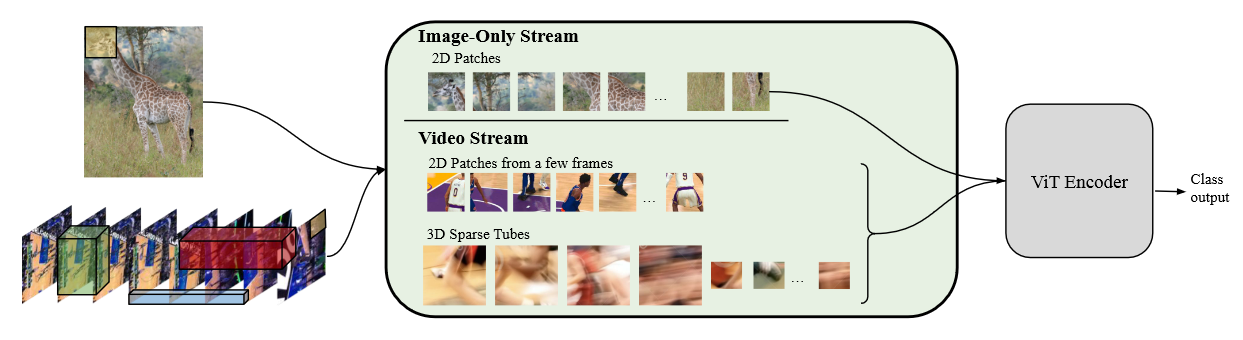 Image-Only Stream
2D Patches
...
Video Stream
2D Patches from a few frames
...
3D Sparse Tubes
...
ViT Encoder
Class
output